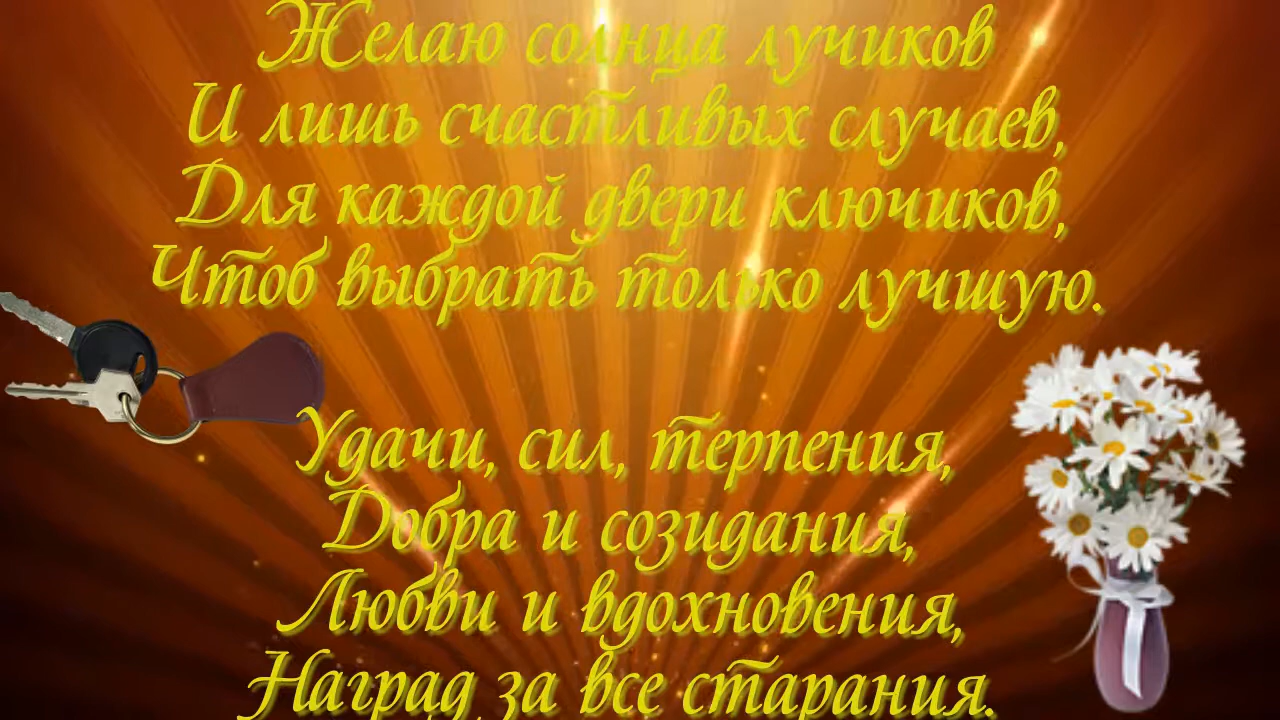 Желаю солнца лучиков
И лишь счастливых случаев,
Для каждой двери ключиков,
Чтоб выбрать только лучшую.
Удачи, сил, терпения,
Добра и созидания,
Любви и вдохновения,
Наград за все старания.